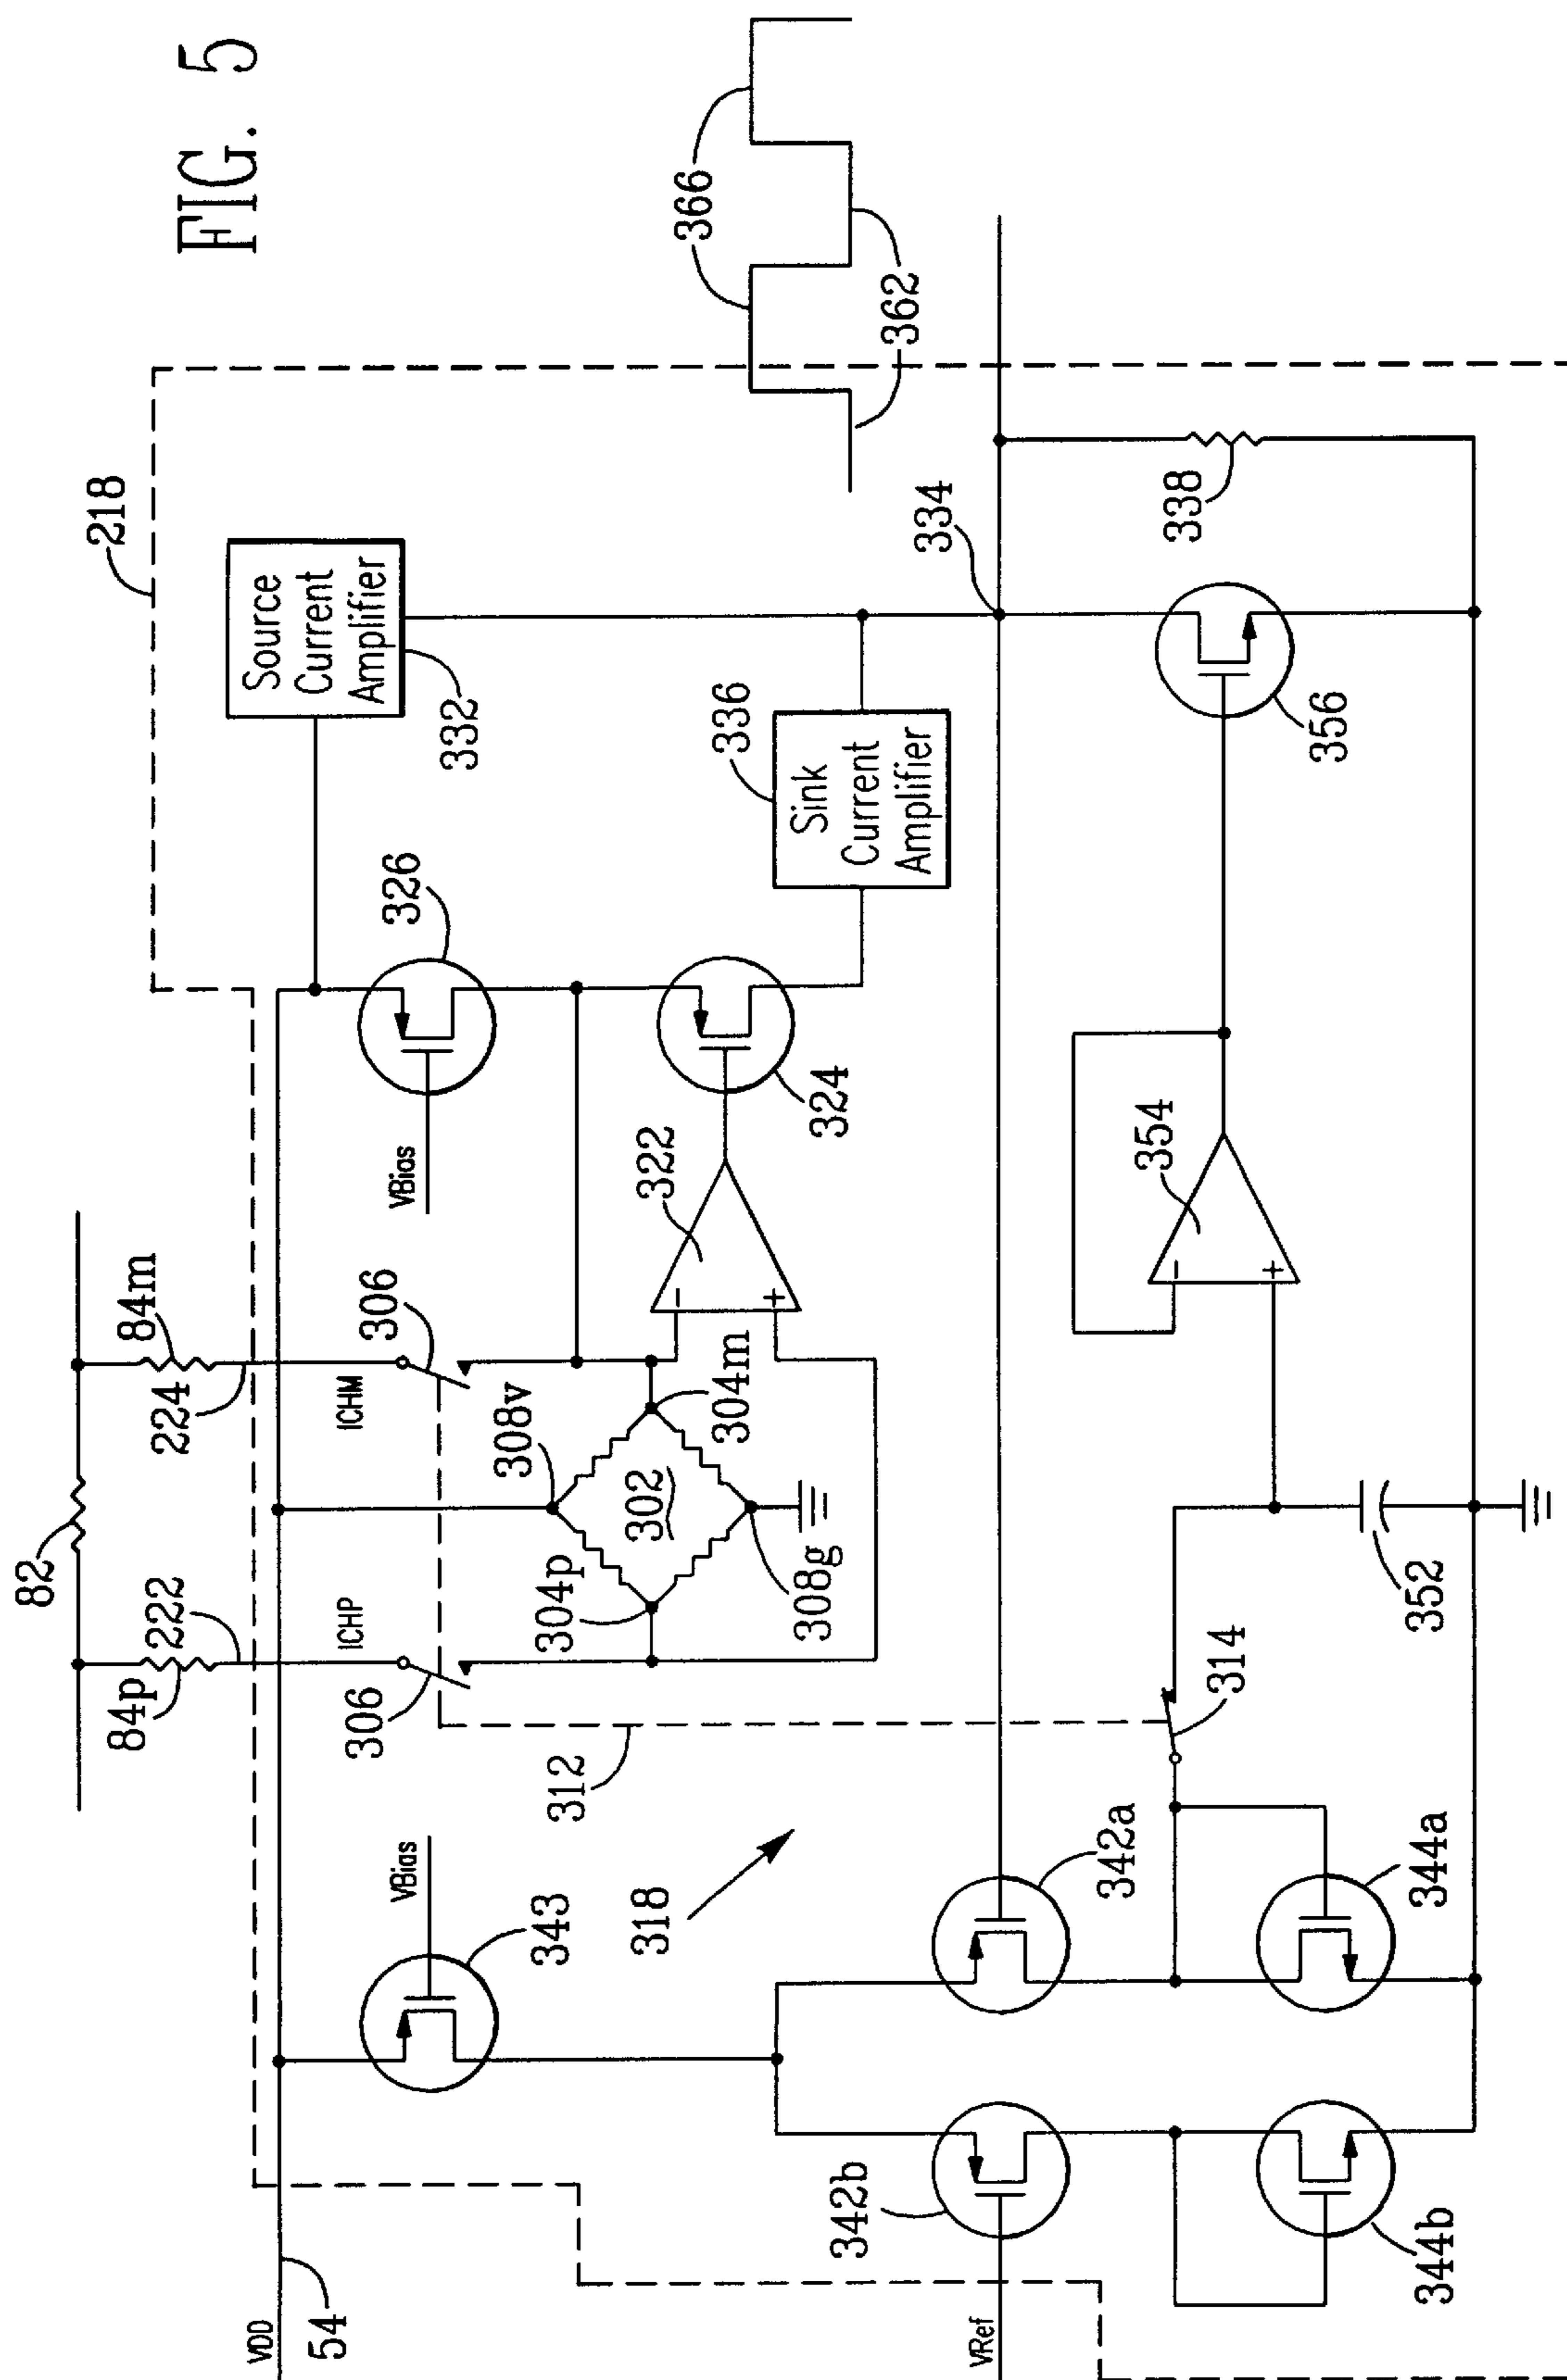 FIG. 5
82
84p
84m
222
224
218
ICHP
ICHM
306
306
VBias
VBias
326
Source
Current
Amplifier
332
366
362
VDD
54
343
312
308v
304p
302
304m
308g
-
+
322
324
336
Sink
Current
Amplifier
334
318
VRef
342b
342a
314
352
-
+
354
356
338
344b
344a